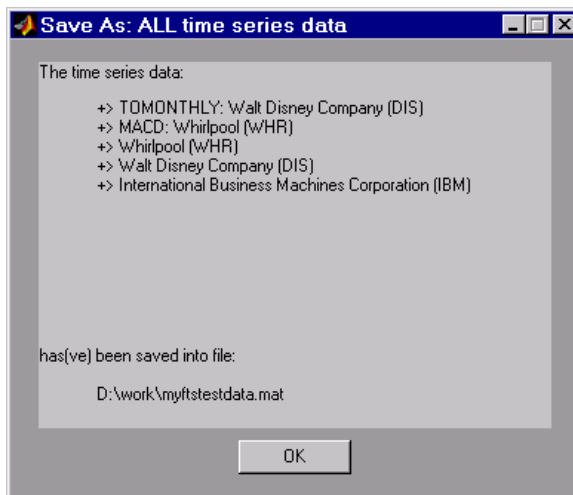 Save As: ALL time series data
The time series data:
+> TOMONTHLY: Walt Disney Company (DIS)
+> MACD: Whirlpool (WHR)
+> Whirlpool (WHR)
+> Walt Disney Company (DIS)
+> International Business Machines Corporation (IBM)
has(ve) been saved into file:
D:\work\myftstestdata.mat
OK